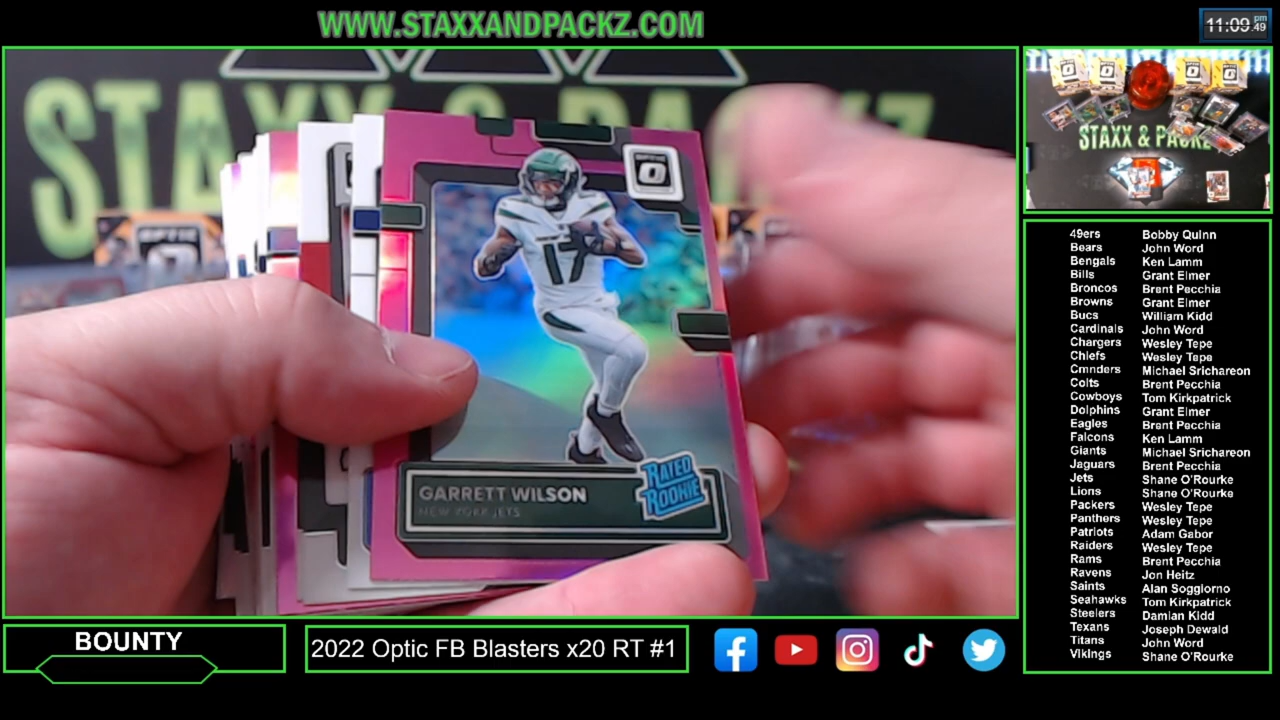 WWW.STAXXANDPACKZ.COM
11:09 pm .49
STAXX & PACKZ
OPTIC
O
17
RATED
ROOKIE
GARRETT WILSON
NEW YORK JETS
STAXX & PACKZ
49ers Bobby Quinn
Bears John Word
Bengals Ken Lamm
Bills Grant Elmer
Broncos Brent Pecchia
Browns Grant Elmer
Bucs William Kidd
Cardinals John Word
Chargers Wesley Tepe
Chiefs Wesley Tepe
Cmnders Michael Srichareon
Colts Brent Pecchia
Cowboys Tom Kirkpatrick
Dolphins Grant Elmer
Eagles Brent Pecchia
Falcons Ken Lamm
Giants Michael Srichareon
Jaguars Brent Pecchia
Jets Shane O'Rourke
Lions Shane O'Rourke
Packers Wesley Tepe
Panthers Wesley Tepe
Patriots Adam Gabor
Raiders Wesley Tepe
Rams Brent Pecchia
Ravens Jon Heitz
Saints Alan Soggiorno
Seahawks Tom Kirkpatrick
Steelers Damian Kidd
Texans Joseph Dewald
Titans John Word
Vikings Shane O'Rourke
BOUNTY
2022 Optic FB Blasters x20 RT #1